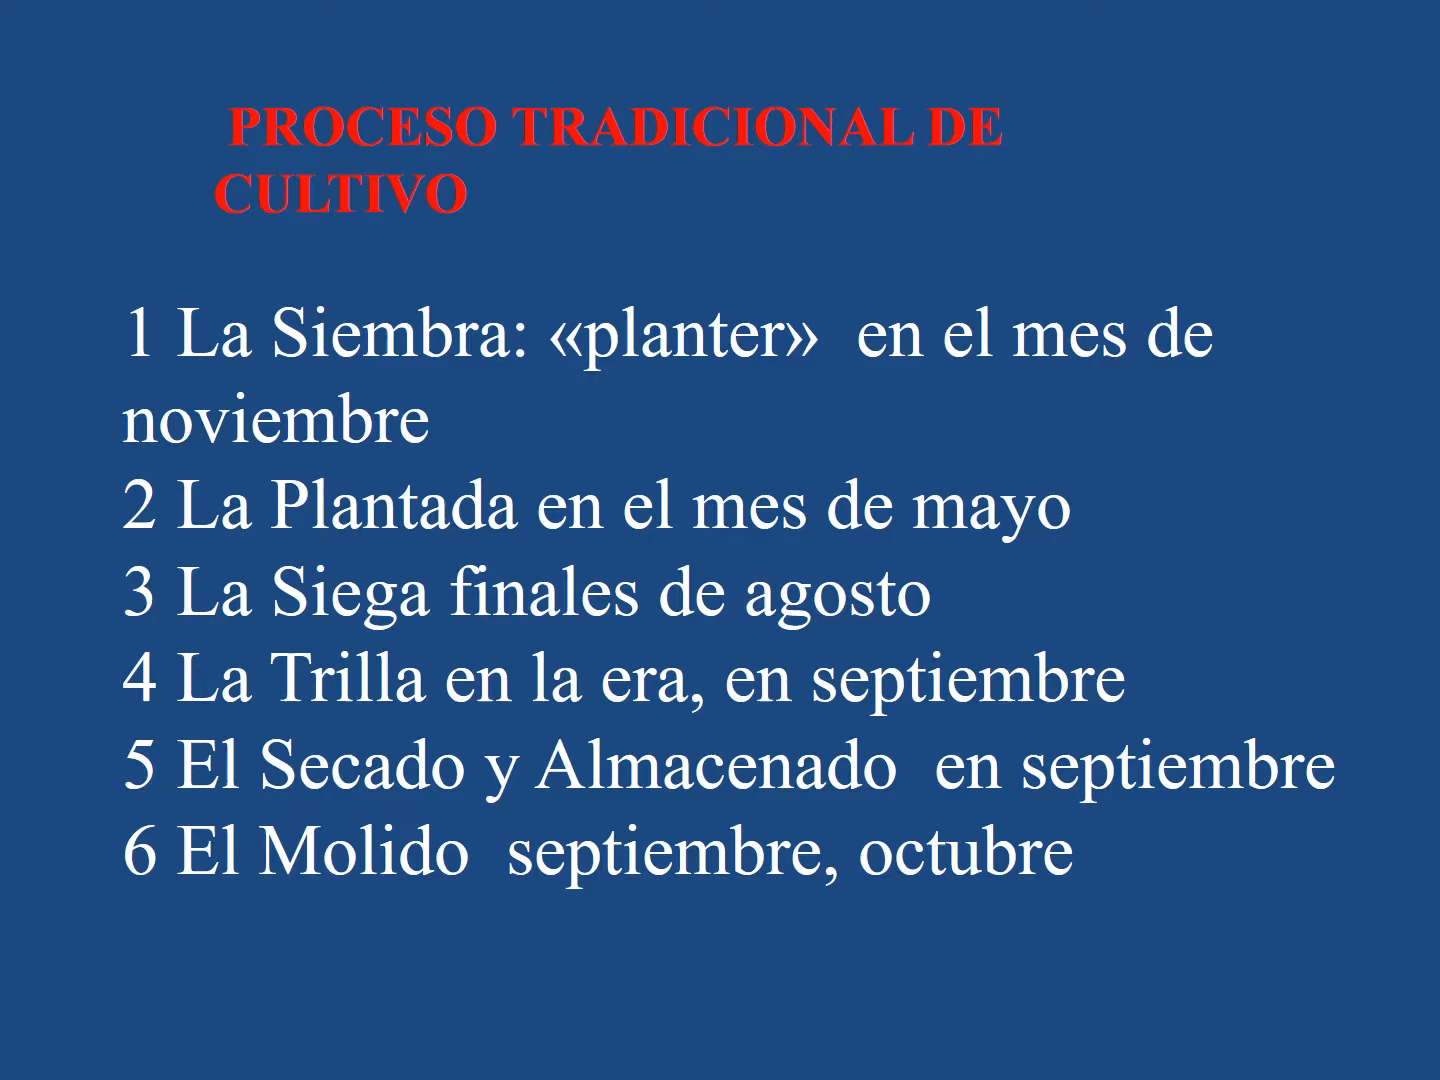 PROCESO TRADICIONAL DE
CULTIVO
1 La Siembra: «planter»  en el mes de
noviembre
2 La Plantada en el mes de mayo
3 La Siega finales de agosto
4 La Trilla en la era, en septiembre
5 El Secado y Almacenado  en septiembre
6 El Molido  septiembre, octubre